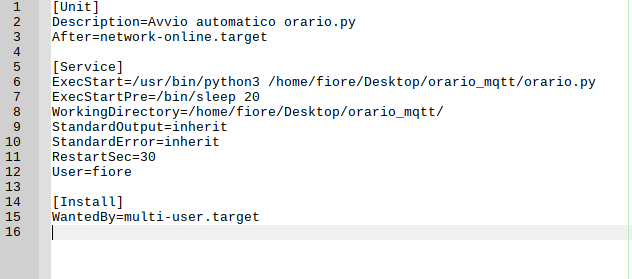 1 [Unit]
2 Description=Avvio automatico orario.py
3 After=network-online.target
4
5 [Service]
6 ExecStart=/usr/bin/python3 /home/fiore/Desktop/orario_mqtt/orario.py
7 ExecStartPre=/bin/sleep 20
8 WorkingDirectory=/home/fiore/Desktop/orario_mqtt/
9 StandardOutput=inherit
10 StandardError=inherit
11 RestartSec=30
12 User=fiore
13
14 [Install]
15 WantedBy=multi-user.target
16